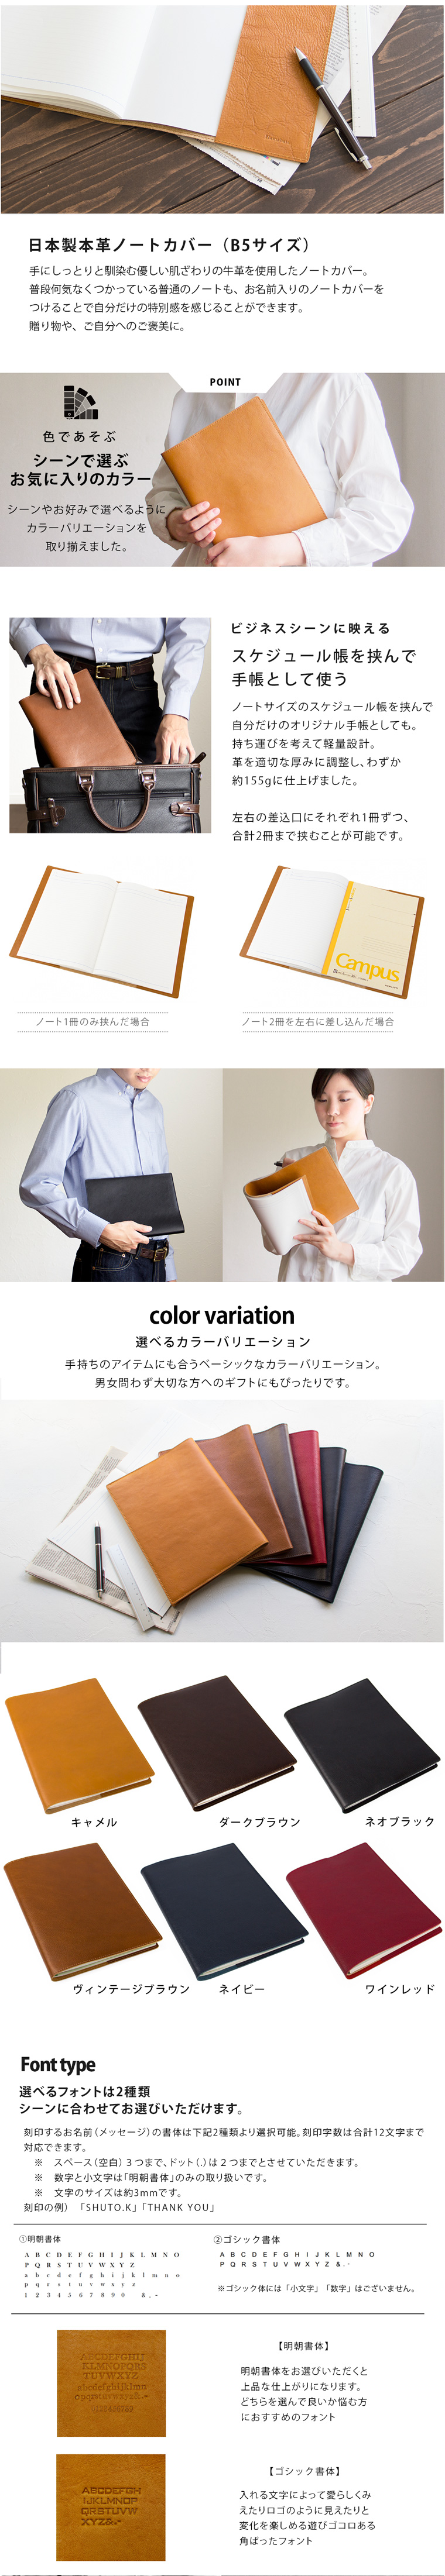 日本製本革ノートカバー（B5サイズ）
手にしっとりと馴染む優しい肌ざわりの牛革を使用したノートカバー。
普段何気なくつかっている普通のノートも、お名前入りのノートカバーを
つけることで自分だけの特別感を感じることができます。
贈り物や、ご自分へのご褒美に。
POINT
色であそぶ
シーンで選ぶ
お気に入りのカラー
シーンやお好みで選べるように
カラーバリエーションを
取り揃えました。
ビジネスシーンに映える
スケジュール帳を挟んで
手帳として使う
ノートサイズのスケジュール帳を挟んで
自分だけのオリジナル手帳としても。
持ち運びを考えて軽量設計。
革を適切な厚みに調整し、わずか
約155gに仕上げました。
左右の差込口にそれぞれ1冊ずつ、
合計2冊まで挟むことが可能です。
Campus
ノート1冊のみ挟んだ場合
ノート2冊を左右に差し込んだ場合
color variation
選べるカラーバリエーション
手持ちのアイテムにも合うベーシックなカラーバリエーション。
男女問わず大切な方へのギフトにもぴったりです。
キャメル
ダークブラウン
ネオブラック
ヴィンテージブラウン
ネイビー
ワインレッド
Font type
選べるフォントは2種類
シーンに合わせてお選びいただけます。
刻印するお名前（メッセージ）の書体は下記2種類より選択可能。刻印字数は合計12文字まで
対応できます。
※　スペース（空白）３つまで、ドット（.）は２つまでとさせていただきます。
※　数字と小文字は「明朝書体」のみの取り扱いです。
※　文字のサイズは約3mmです。
刻印の例）　「SHUTO.K」「THANK YOU」
①明朝書体
A B C D E F G H I J K L M N O
P Q R S T U V W X Y Z
a b c d e f g h i j k l m n o
p q r s t u v w x y z
1 2 3 4 5 6 7 8 9 0 　& , -
②ゴシック書体
A B C D E F G H I J K L M N O
P Q R S T U V W X Y Z & . -
※ゴシック体には「小文字」「数字」はございません。
ABCDEFGHIJ
KLMNOPQRS
TUVWXYZ
abcdefghijklmn
opqrstuvwxyz&.-
【明朝書体】
明朝書体をお選びいただくと
上品な仕上がりになります。
どちらを選んで良いか悩む方
におすすめのフォント
ABCDEFGH
IJKLMNOP
QRSTUVW
XYZ&.-
【ゴシック書体】
入れる文字によって愛らしくみ
えたりロゴのように見えたりと
変化を楽しめる遊びゴコロある
角ばったフォント